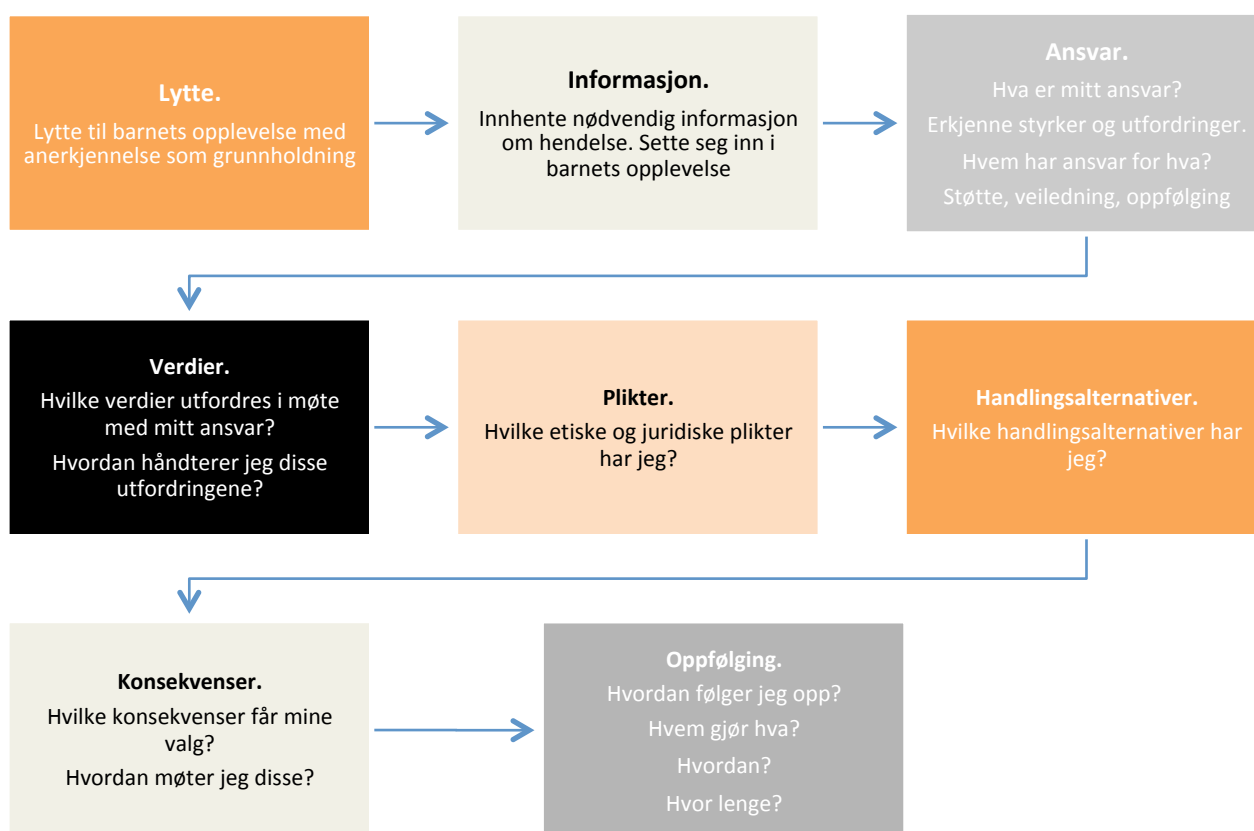 Lytte.
Lytte til barnets opplevelse med
anerkjennelse som grunnholdning
Informasjon.
Innhente nødvendig informasjon
om hendelse. Sette seg inn i
barnets opplevelse
Ansvar.
Hva er mitt ansvar?
Erkjenne styrker og utfordringer.
Hvem har ansvar for hva?
Støtte, veiledning, oppfølging
Verdier.
Hvilke verdier utfordres i møte
med mitt ansvar?
Hvordan håndterer jeg disse
utfordringene?
Plikter.
Hvilke etiske og juridiske plikter
har jeg?
Handlingsalternativer.
Hvilke handlingsalternativer har
jeg?
Konsekvenser.
Hvilke konsekvenser får mine
valg?
Hvordan møter jeg disse?
Oppfølging.
Hvordan følger jeg opp?
Hvem gjør hva?
Hvordan?
Hvor lenge?